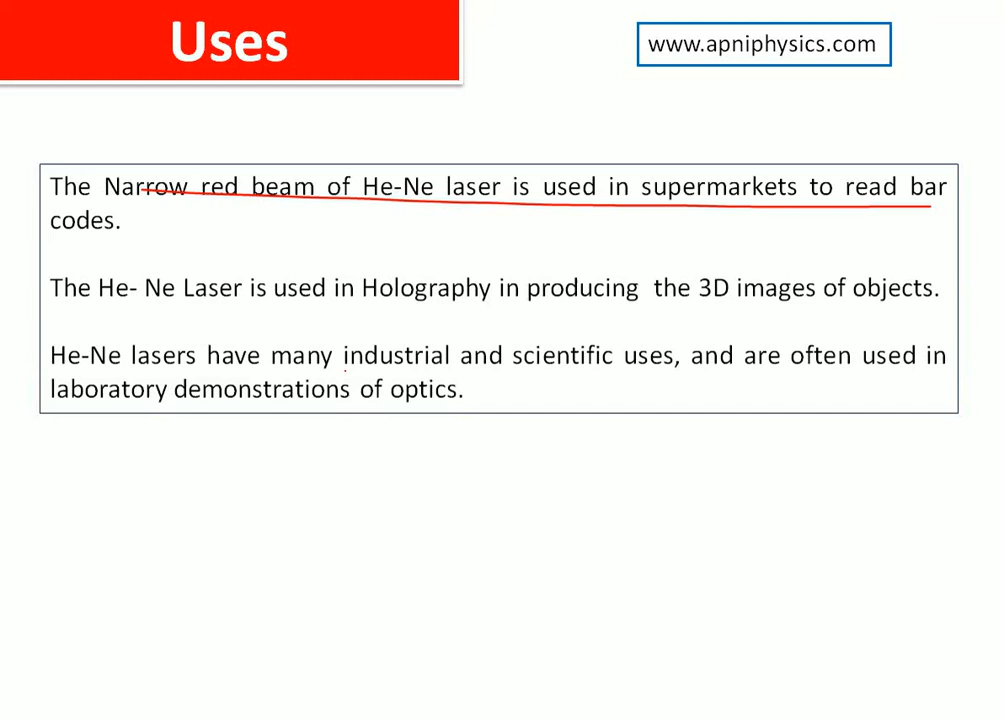 Uses
www.apniphysics.com
The Narrow red beam of He-Ne laser is used in supermarkets to read bar
codes.
The He- Ne Laser is used in Holography in producing  the 3D images of objects.
He-Ne lasers have many industrial and scientific uses, and are often used in
laboratory demonstrations of optics.